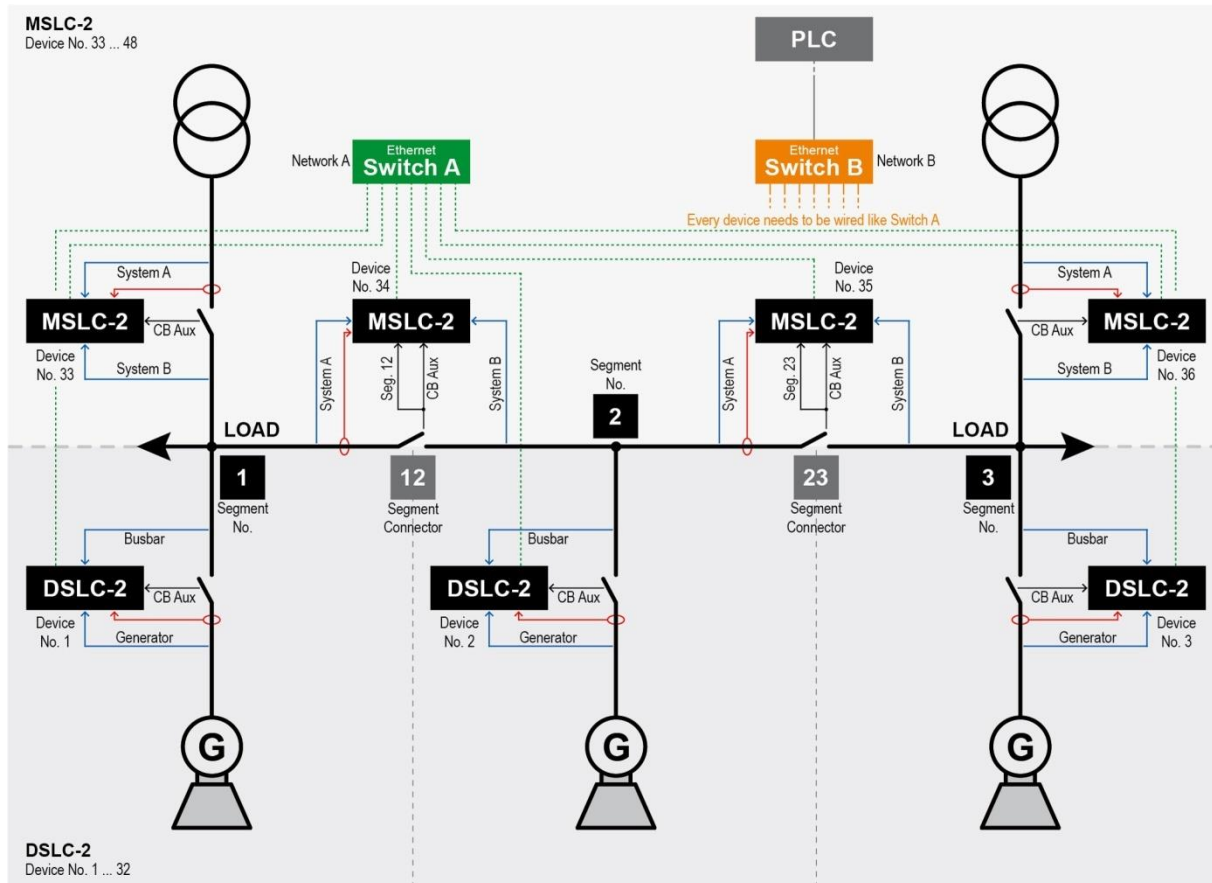 MSLC-2
Device No. 33 ... 48
PLC
Ethernet
Switch A
Network A
Ethernet
Switch B
Network B
Every device needs to be wired like Switch A
System A
MSLC-2
CB Aux
Device
No. 33
System B
Device
No. 34
MSLC-2
System A
Seg. 12
CB Aux
System B
Device
No. 35
MSLC-2
System A
Seg. 23
CB Aux
System B
System A
MSLC-2
CB Aux
System B
Device
No. 36
Segment
No.
2
LOAD
LOAD
1
Segment
No.
12
Segment
Connector
23
Segment
Connector
3
Segment
No.
Busbar
DSLC-2
CB Aux
Device
No. 1
Generator
Busbar
DSLC-2
CB Aux
Device
No. 2
Generator
Busbar
DSLC-2
CB Aux
Generator
Device
No. 3
G
G
G
DSLC-2
Device No. 1 ... 32